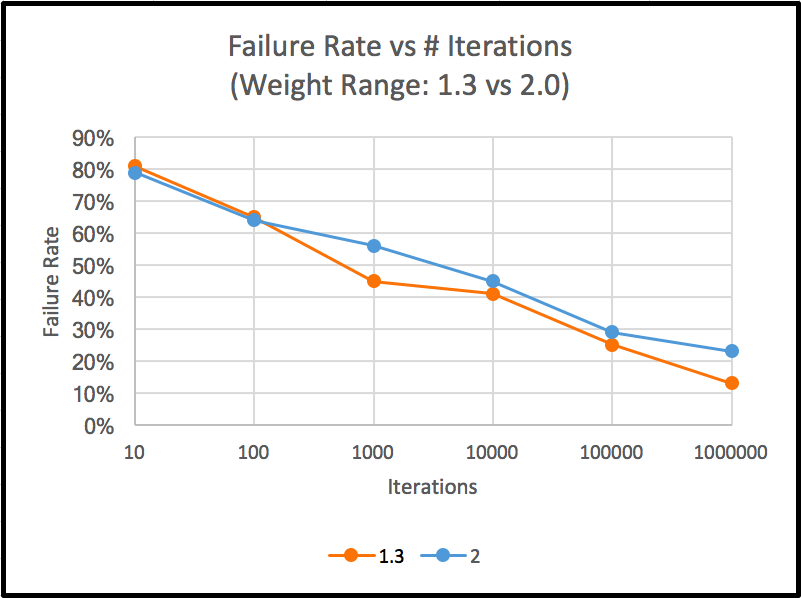 Failure Rate vs # Iterations
(Weight Range: 1.3 vs 2.0)
90%
80%
70%
60%
50%
40%
30%
20%
10%
0%
Failure Rate
10 100 1000 10000 100000 1000000
Iterations
1.3 2